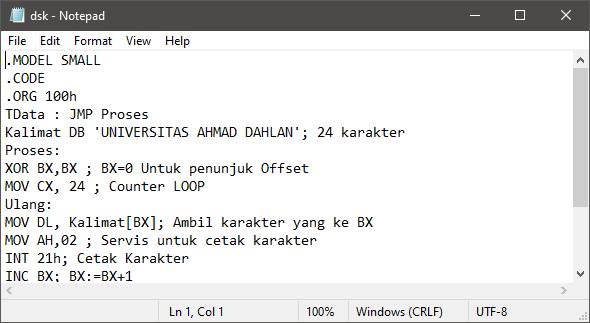 dsk - Notepad
File Edit Format View Help
.MODEL SMALL
.CODE
.ORG 100h
TData : JMP Proses
Kalimat DB 'UNIVERSITAS AHMAD DAHLAN'; 24 karakter
Proses:
XOR BX,BX ; BX=0 Untuk penunjuk Offset
MOV CX, 24 ; Counter LOOP
Ulang:
MOV DL, Kalimat[BX]; Ambil karakter yang ke BX
MOV AH,02 ; Servis untuk cetak karakter
INT 21h; Cetak Karakter
INC BX; BX:=BX+1
Ln 1, Col 1 100% Windows (CRLF) UTF-8